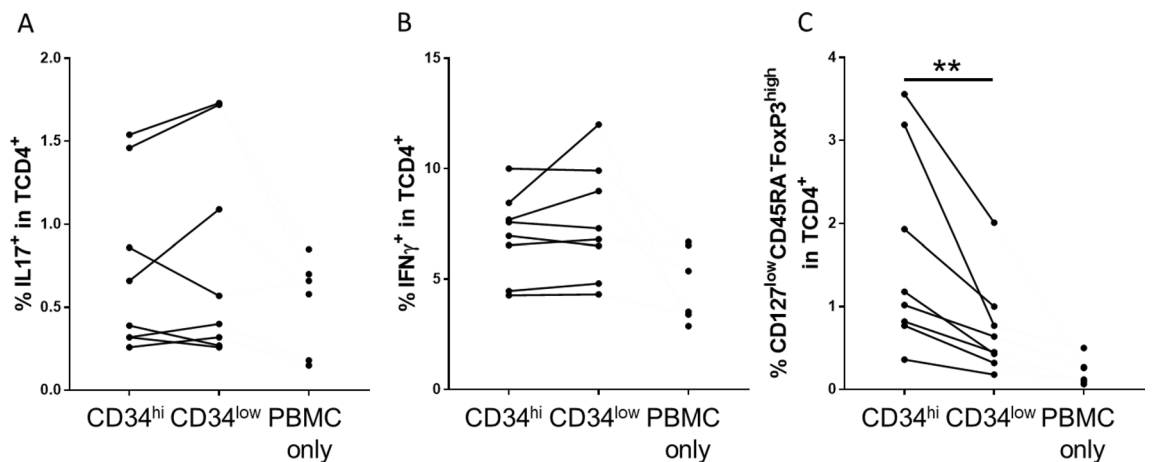 A
% IL17⁺ in TCD4⁺
2.0
1.5
1.0
0.5
0.0
CD34ʰⁱ CD34ˡᵒʷ PBMC
only
B
% IFNγ⁺ in TCD4⁺
15
10
5
0
CD34ʰⁱ CD34ˡᵒʷ PBMC
only
C
% CD127ˡᵒʷCD45RA⁻FoxP3ʰⁱᵍʰ
in TCD4⁺
4
3
2
1
0
**
CD34ʰⁱ CD34ˡᵒʷ PBMC
only